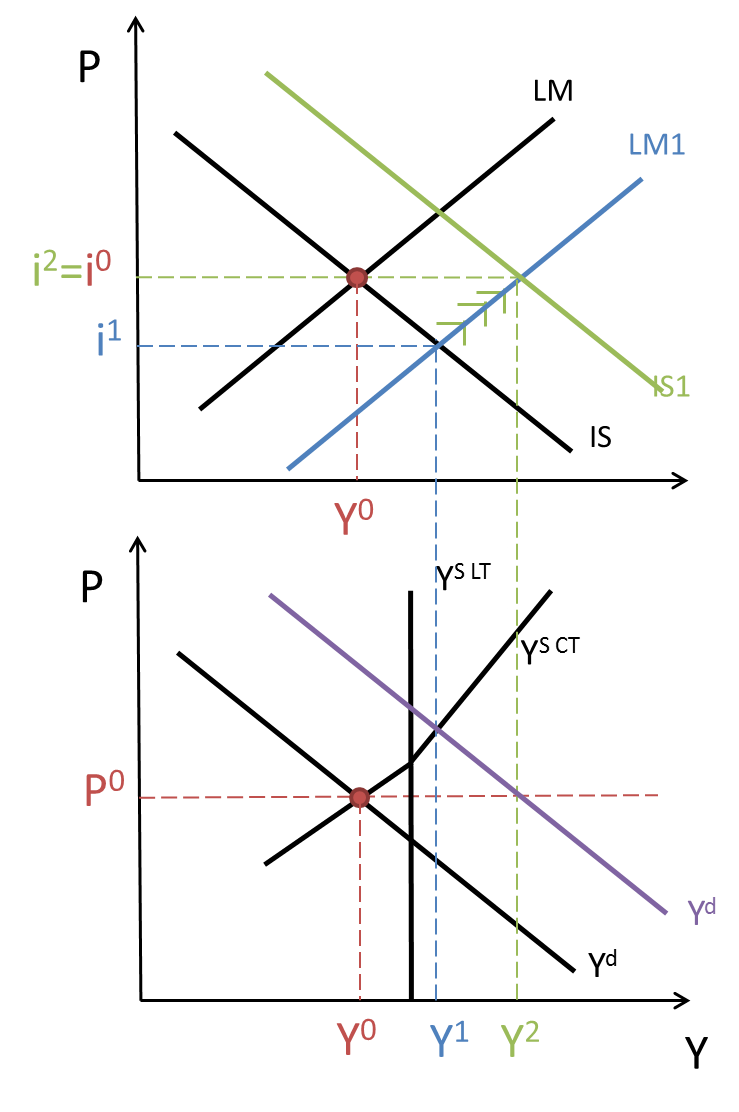 P
LM
LM1
i²=i⁰
i¹
IS1
IS
Y⁰
P
Y^S LT
Y^S CT
P⁰
Y^d
Y^d
Y⁰
Y¹
Y²
Y